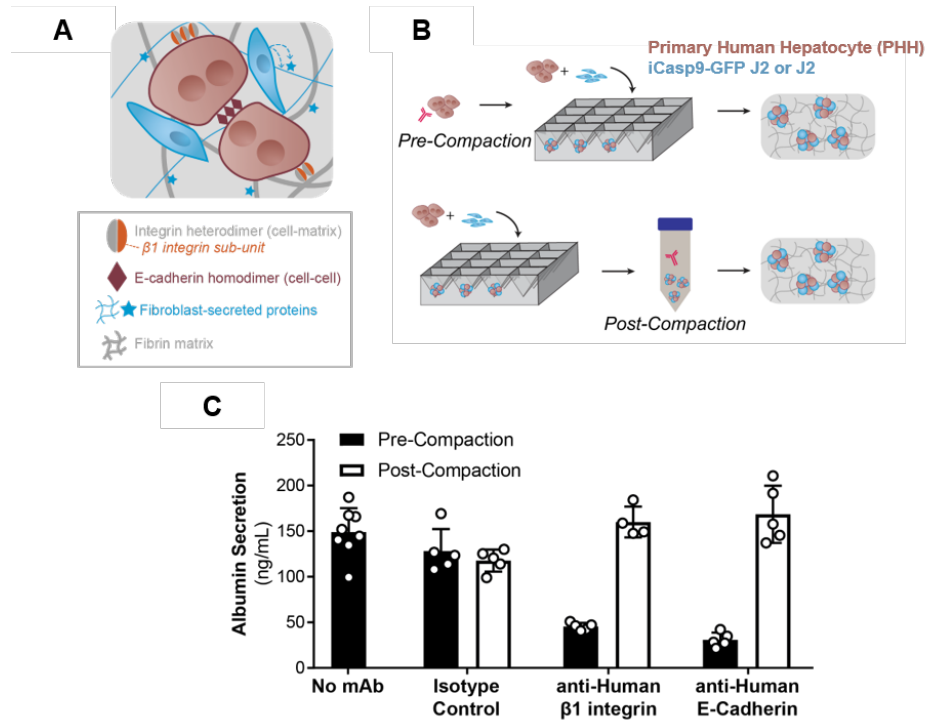 A
Integrin heterodimer (cell-matrix)
β1 integrin sub-unit
E-cadherin homodimer (cell-cell)
Fibroblast-secreted proteins
Fibrin matrix
B
Primary Human Hepatocyte (PHH)
iCasp9-GFP J2 or J2
+
Pre-Compaction
+
Post-Compaction
C
Pre-Compaction
Post-Compaction
Albumin Secretion
(ng/mL)
250
200
150
100
50
0
No mAb
Isotype
Control
anti-Human
β1 integrin
anti-Human
E-Cadherin